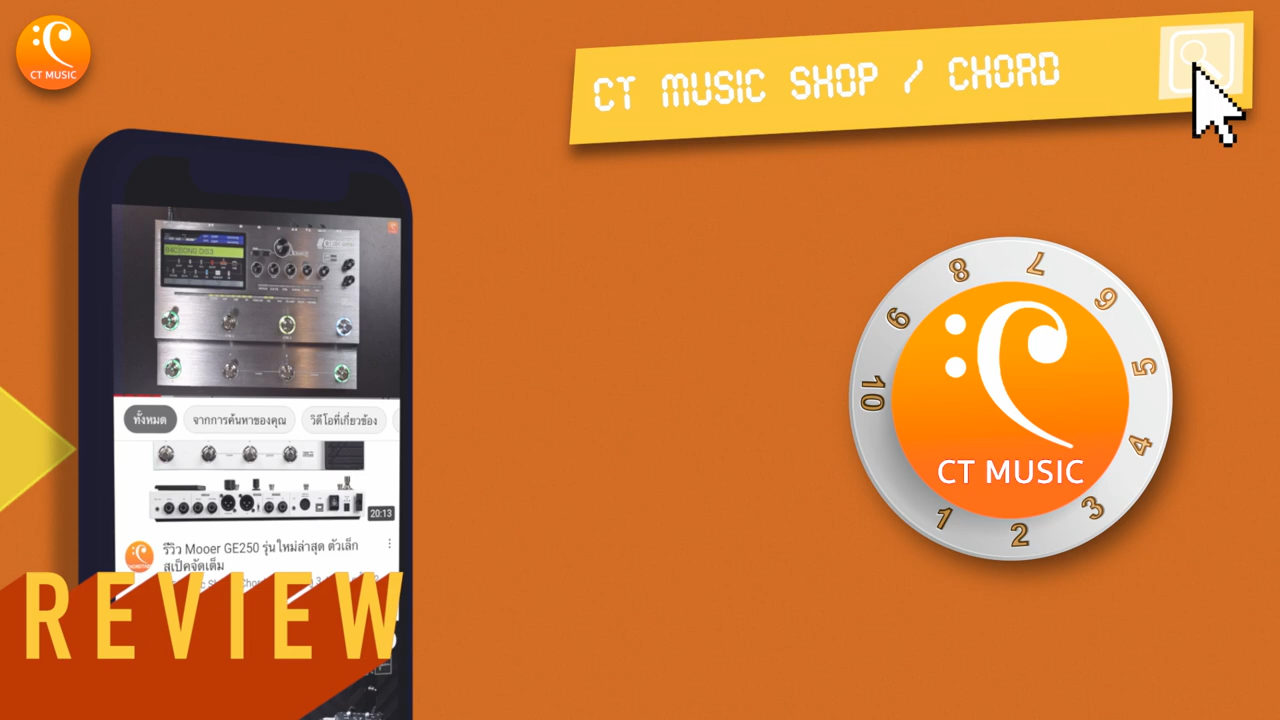 CT MUSIC
CT MUSIC SHOP / CHORD
ทั้งหมด
จากการค้นหาของคุณ
วิดีโอที่เกี่ยวข้อง
20:13
รีวิว Mooer GE250 รุ่นใหม่ล่าสุด ตัวเล็ก
สเป็คจัดเต็ม
REVIEW
1 2 3 4 5 6 7 8 9 10
CT MUSIC